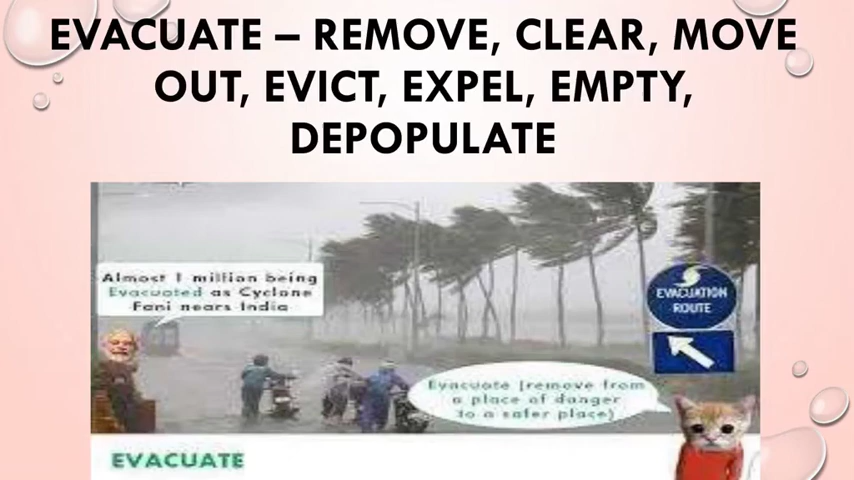 EVACUATE – REMOVE, CLEAR, MOVE
OUT, EVICT, EXPEL, EMPTY,
DEPOPULATE
Almost 1 million being
Evacuated as Cyclone
Fani nears India
EVACUATION
ROUTE
Evacuate (remove from
a place of danger
to a safer place)
EVACUATE